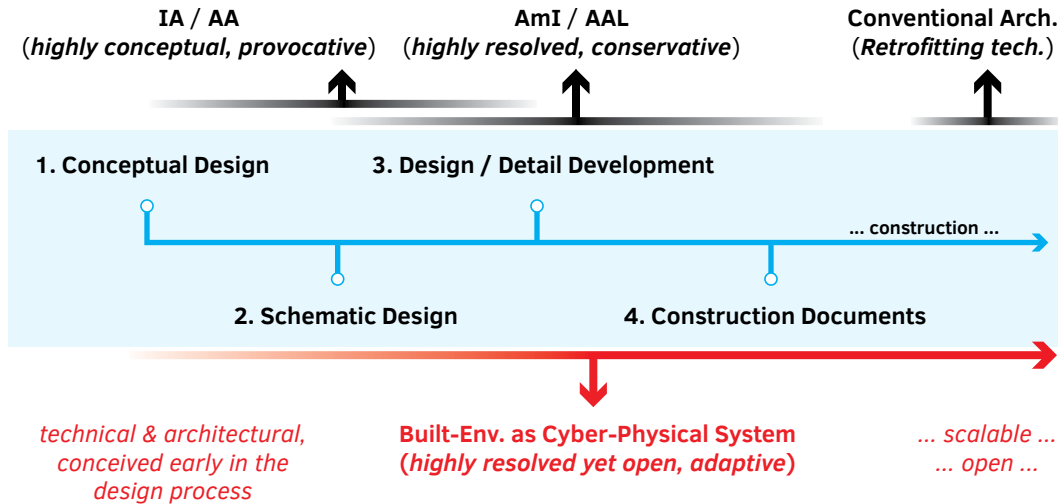 IA / AA
(highly conceptual, provocative)
AmI / AAL
(highly resolved, conservative)
Conventional Arch.
(Retrofitting tech.)
1. Conceptual Design
3. Design / Detail Development
... construction ...
2. Schematic Design
4. Construction Documents
technical & architectural,
conceived early in the
design process
Built-Env. as Cyber-Physical System
(highly resolved yet open, adaptive)
... scalable ...
... open ...